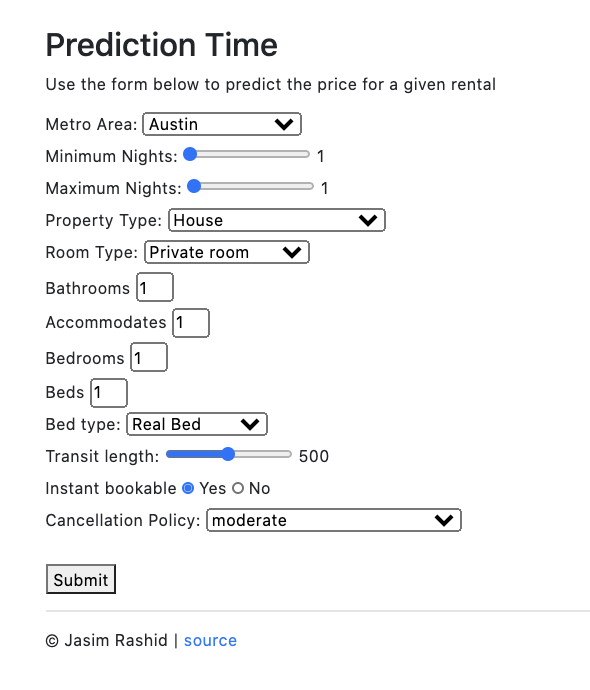 Prediction Time
Use the form below to predict the price for a given rental
Metro Area: Austin
Minimum Nights: 1
Maximum Nights: 1
Property Type: House
Room Type: Private room
Bathrooms 1
Accommodates 1
Bedrooms 1
Beds 1
Bed type: Real Bed
Transit length: 500
Instant bookable Yes No
Cancellation Policy: moderate
Submit
© Jasim Rashid | source